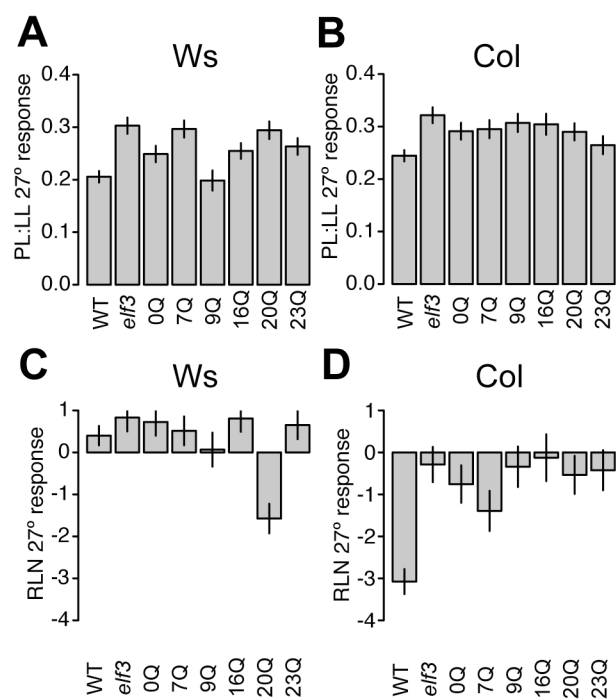 A
Ws
PL:LL 27º response
0.4
0.3
0.2
0.1
0.0
WT
elf3
0Q
7Q
9Q
16Q
20Q
23Q
B
Col
PL:LL 27º response
0.4
0.3
0.2
0.1
0.0
WT
elf3
0Q
7Q
9Q
16Q
20Q
23Q
C
Ws
RLN 27º response
1
0
-1
-2
-3
-4
WT
elf3
0Q
7Q
9Q
16Q
20Q
23Q
D
Col
RLN 27º response
1
0
-1
-2
-3
-4
WT
elf3
0Q
7Q
9Q
16Q
20Q
23Q